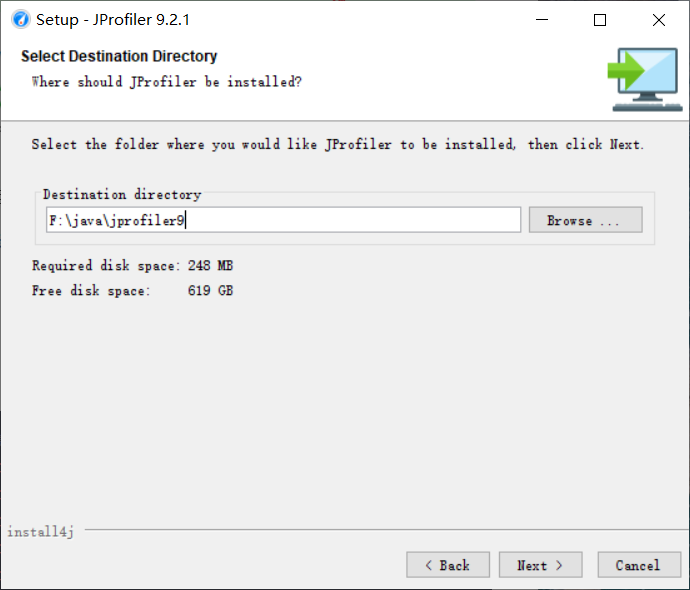 Setup - JProfiler 9.2.1
Select Destination Directory
Where should JProfiler be installed?
Select the folder where you would like JProfiler to be installed, then click Next.
Destination directory
F:\java\jprofiler9
Browse ...
Required disk space: 248 MB
Free disk space: 619 GB
install4j
< Back Next > Cancel